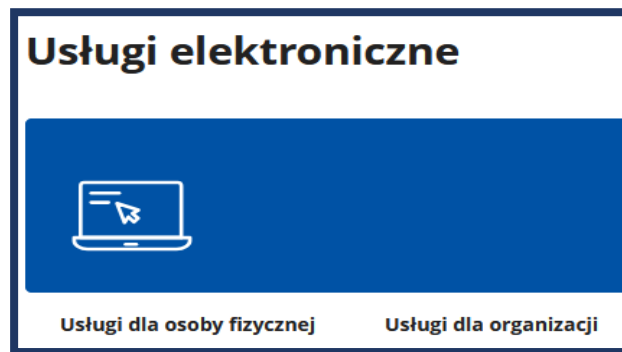 Usługi elektroniczne
Usługi dla osoby fizycznej Usługi dla organizacji